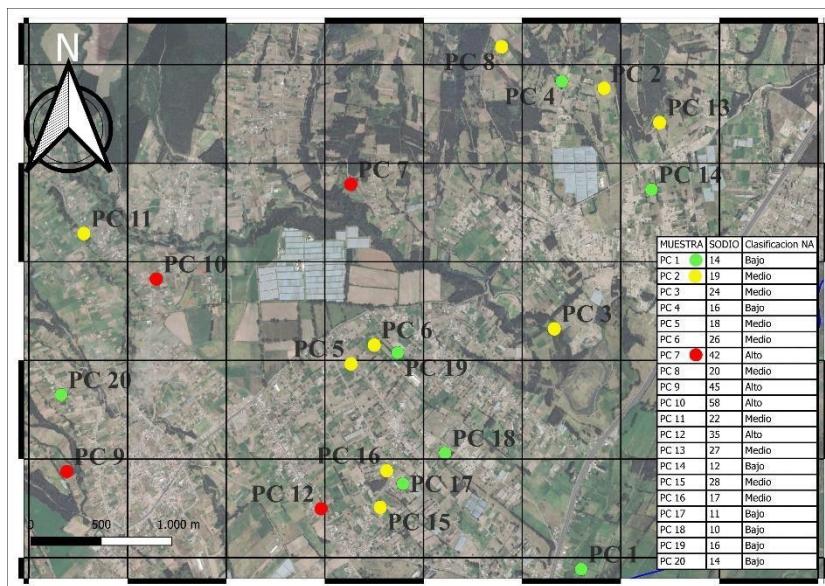 N
PC 8
PC 4
PC 2
PC 13
PC 7
PC 14
PC 11
PC 10
PC 3
PC 6
PC 5
PC 19
PC 20
PC 18
PC 16
PC 9
PC 17
PC 12
PC 15
PC 1
0 500 1.000 m
MUESTRA SODIO Clasificacion NA
PC 1 14 Bajo
PC 2 19 Medio
PC 3 24 Medio
PC 4 16 Bajo
PC 5 18 Medio
PC 6 26 Medio
PC 7 42 Alto
PC 8 20 Medio
PC 9 45 Alto
PC 10 58 Alto
PC 11 22 Medio
PC 12 35 Alto
PC 13 27 Medio
PC 14 12 Bajo
PC 15 28 Medio
PC 16 17 Medio
PC 17 11 Bajo
PC 18 10 Bajo
PC 19 16 Bajo
PC 20 14 Bajo